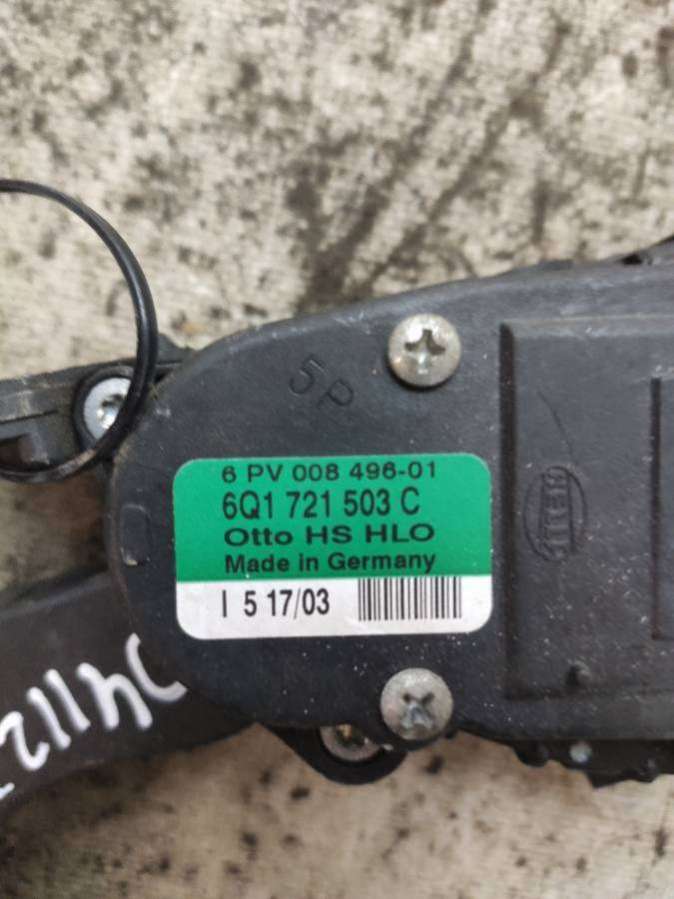 5P
6 PV 008 496-01
6Q1 721 503 C
Otto HS HLO
Made in Germany
I 5 17/03
HELLA